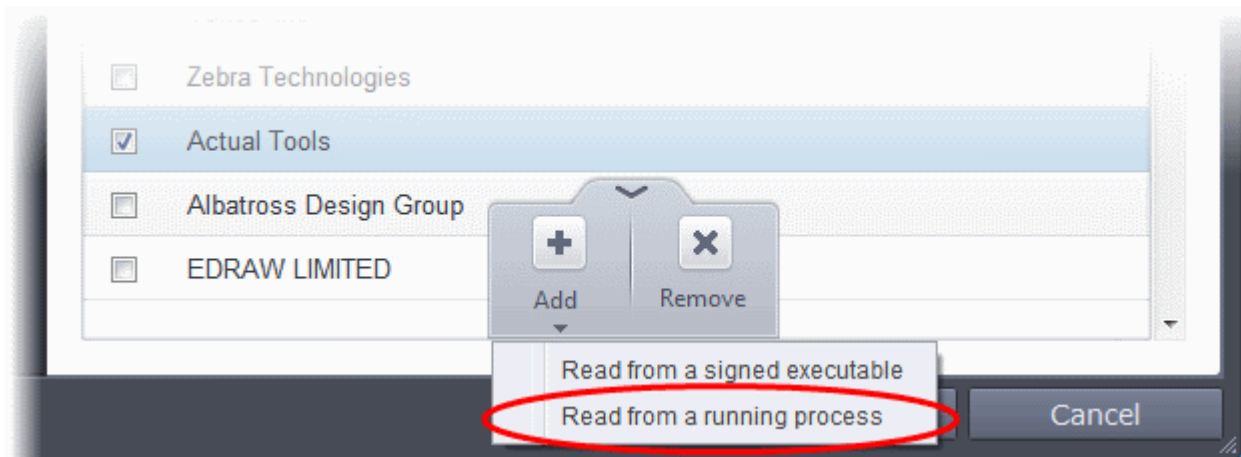 Zebra Technologies
Actual Tools
Albatross Design Group
EDRAW LIMITED
Add
Remove
Read from a signed executable
Read from a running process
Cancel